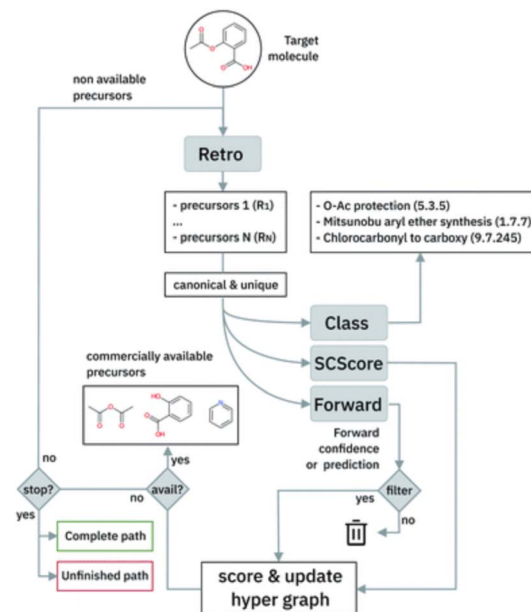 Target
molecule
non available
precursors
Retro
- precursors 1 (R1)
...
- precursors N (RN)
- O-Ac protection (5.3.5)
- Mitsunobu aryl ether synthesis (1.7.7)
- Chlorocarbonyl to carboxy (9.7.245)
canonical & unique
Class
SCScore
Forward
commercially available
precursors
Forward
confidence
or prediction
no
stop?
yes
no
avail?
yes
yes
filter
no
Complete path
Unfinished path
score & update
hyper graph
O
O
O
OH
O
O
O
HO
O
OH
N